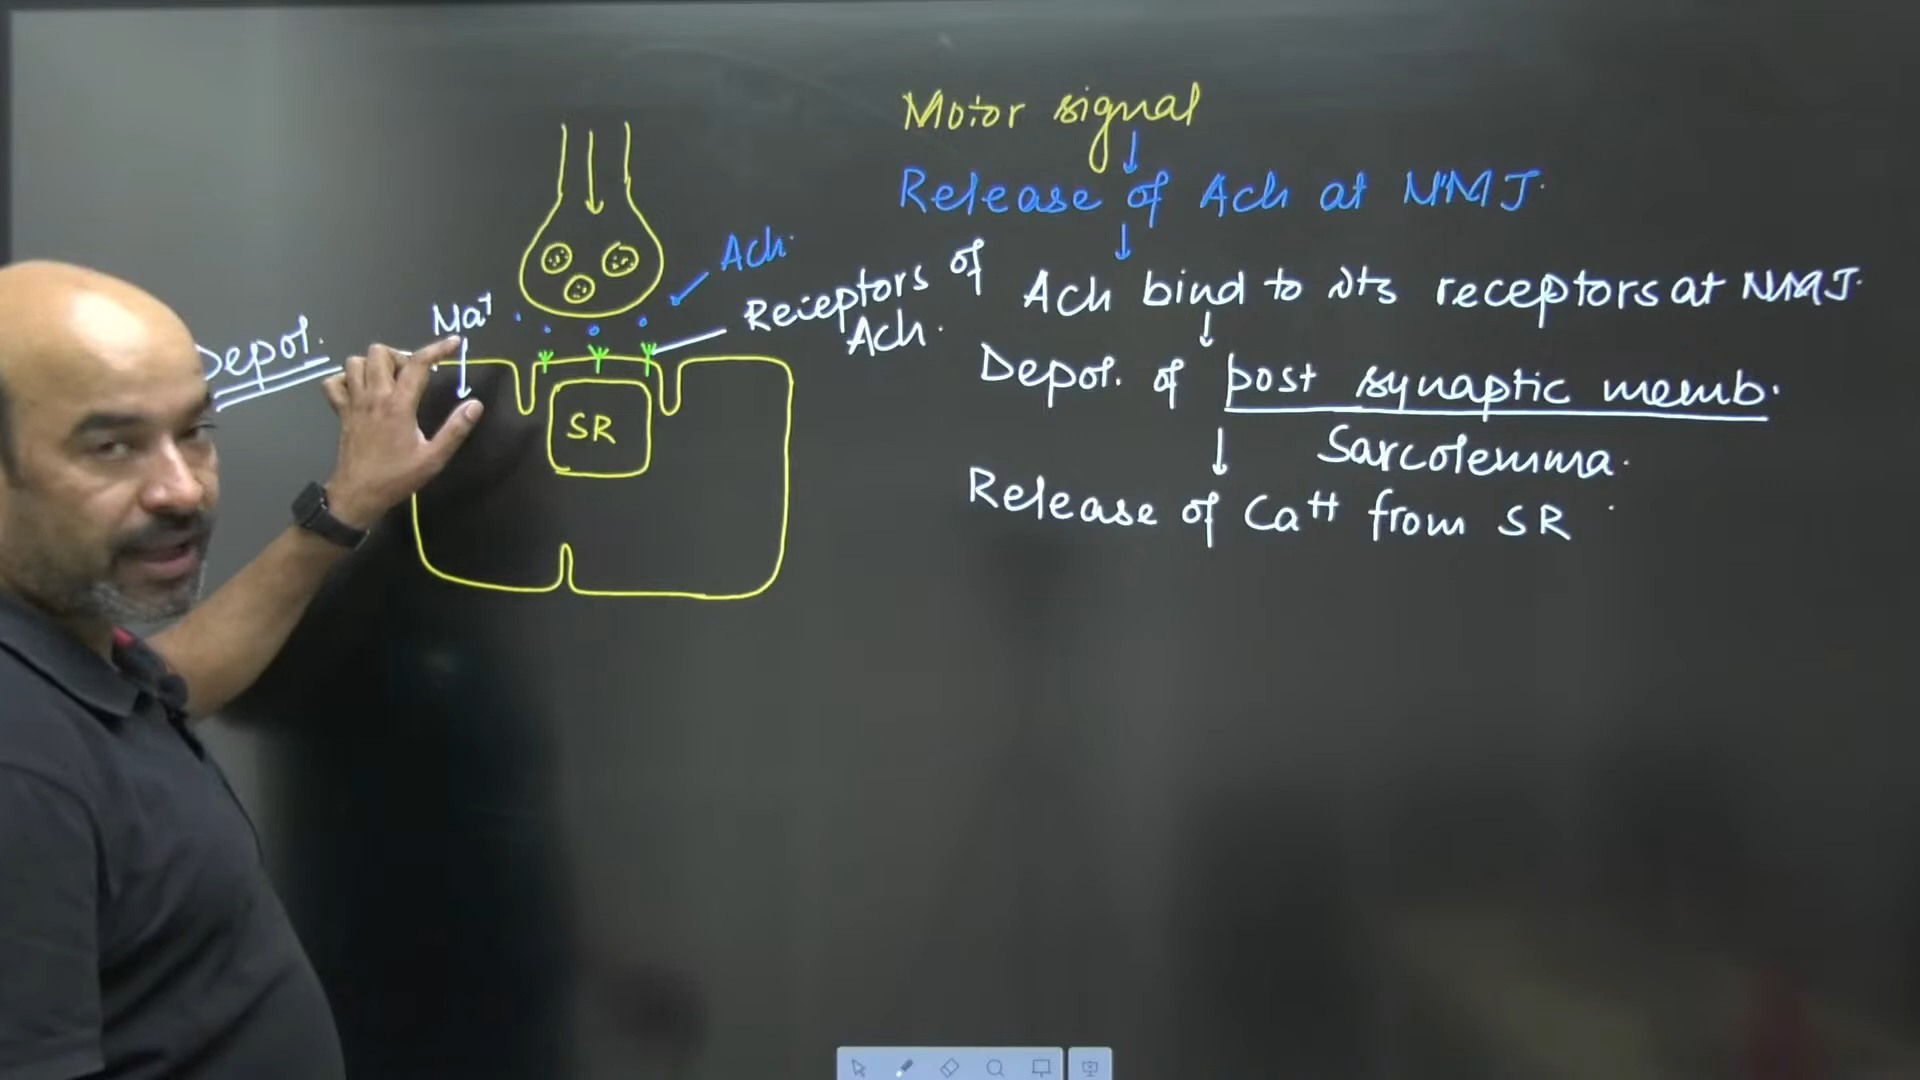 Motor signal
Release of Ach at NMJ.
Ach bind to its receptors at NMJ.
Depol. of post synaptic memb.
Sarcolemma.
Release of Ca++ from SR
Ach.
Receptors of
Ach.
Na+
Depol.
SR